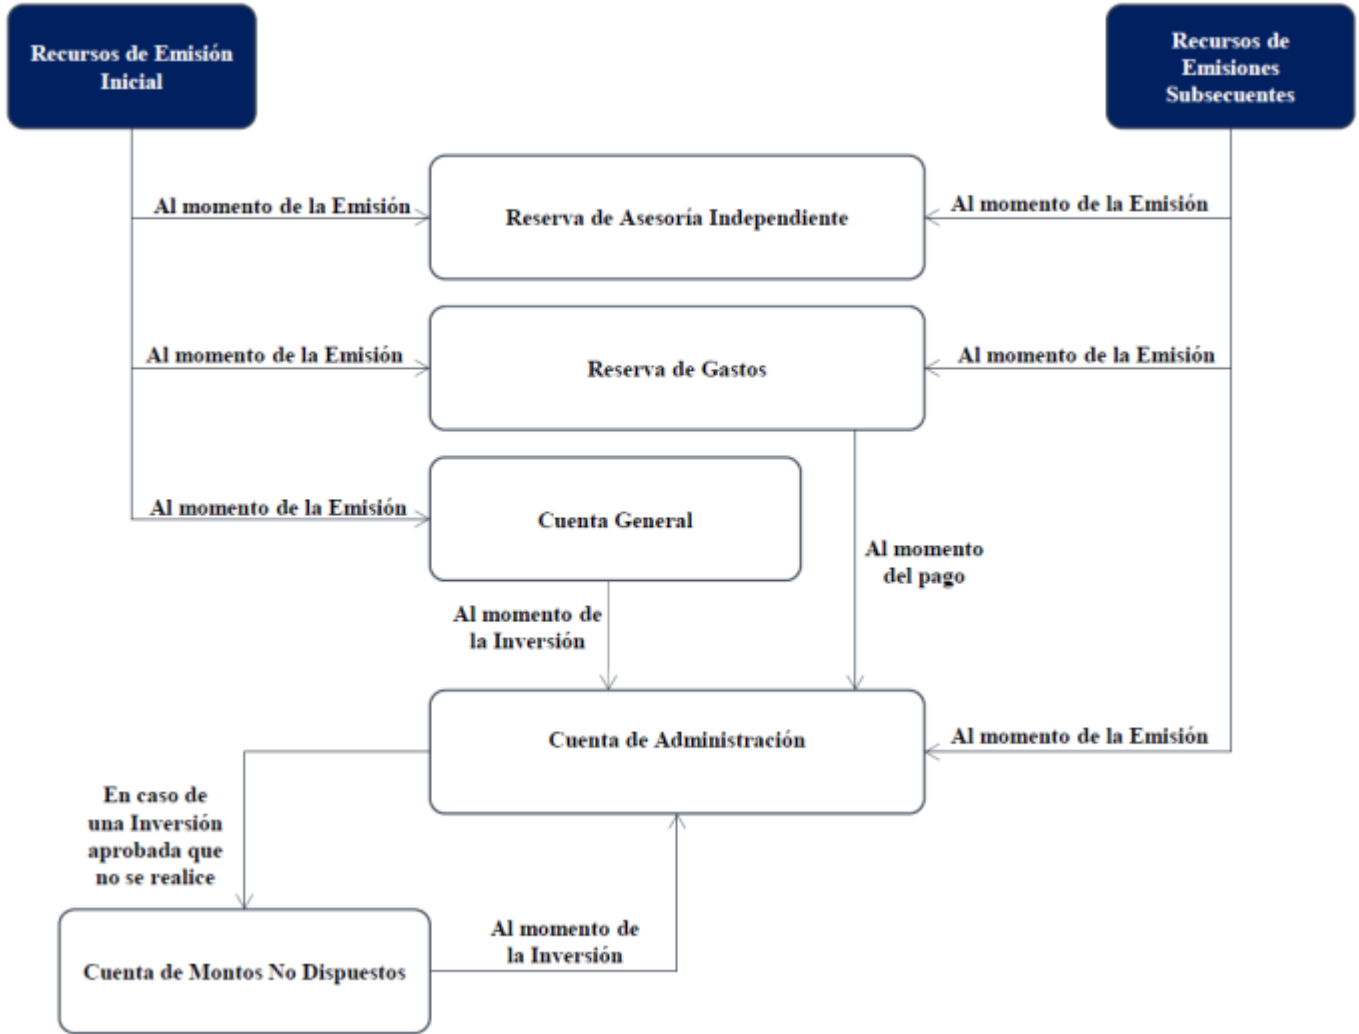 Recursos de Emisión
Inicial
Recursos de
Emisiones
Subsecuentes
Al momento de la Emisión
Reserva de Asesoría Independiente
Al momento de la Emisión
Al momento de la Emisión
Reserva de Gastos
Al momento de la Emisión
Al momento de la Emisión
Cuenta General
Al momento
del pago
Al momento de
la Inversión
Cuenta de Administración
Al momento de la Emisión
En caso de
una Inversión
aprobada que
no se realice
Al momento de
la Inversión
Cuenta de Montos No Dispuestos